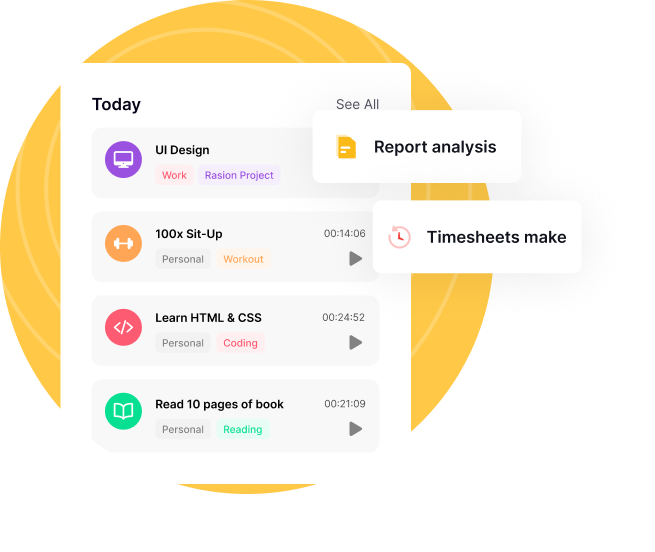 Today
See All
UI Design
Work
Rasion Project
Report analysis
Timesheets make
100x Sit-Up
00:14:06
Personal
Workout
Learn HTML & CSS
00:24:52
Personal
Coding
Read 10 pages of book
00:21:09
Personal
Reading